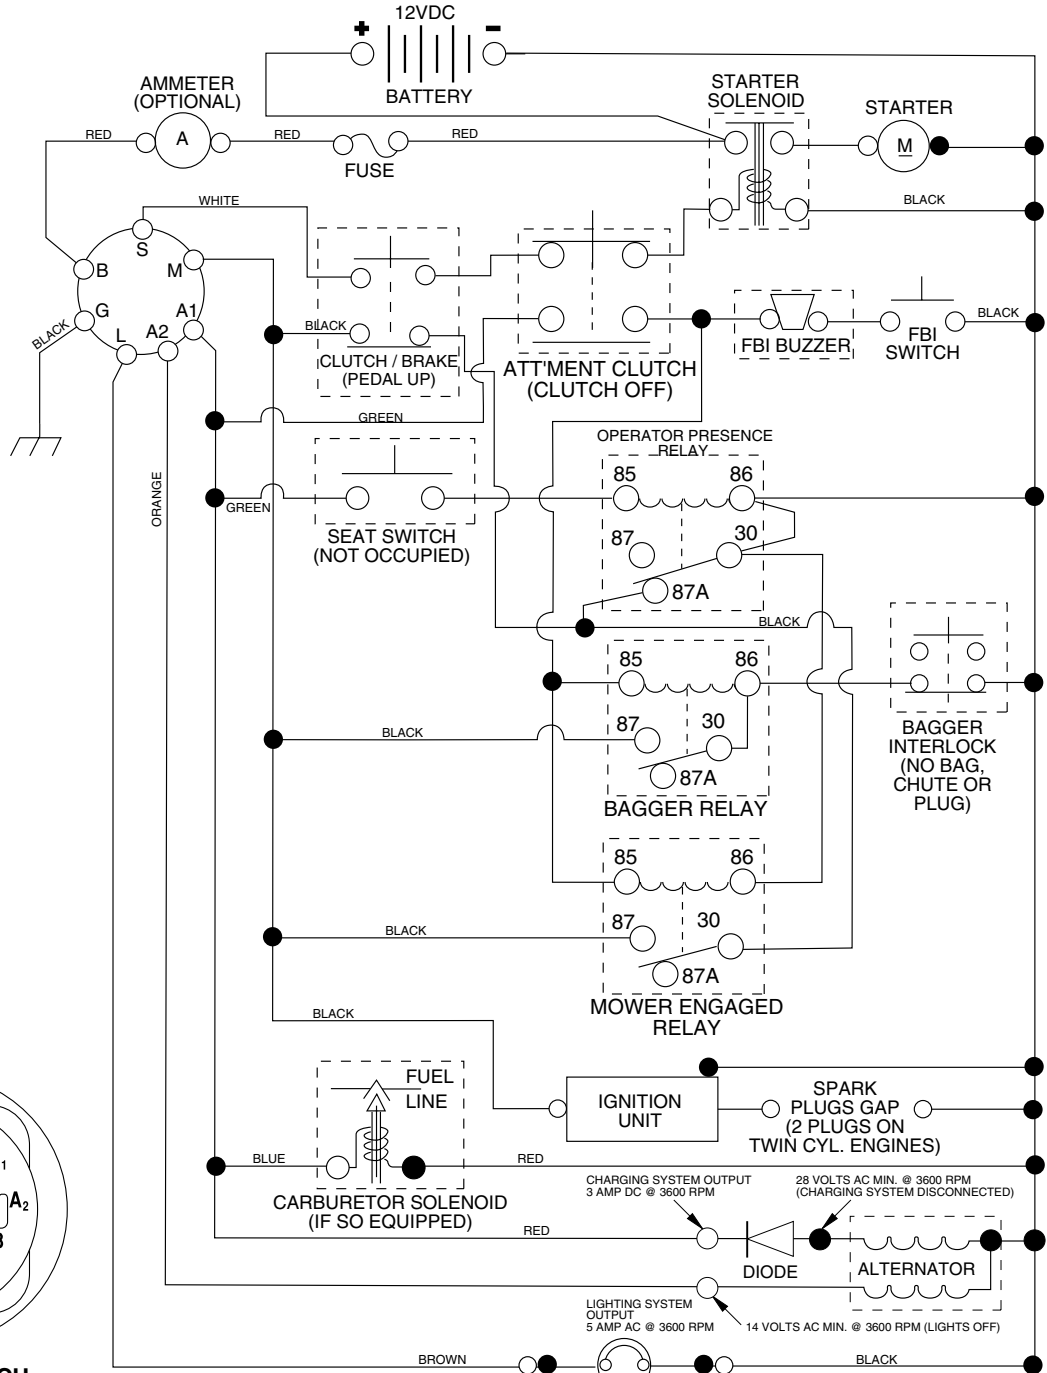 12VDC
+
-
BATTERY
AMMETER
(OPTIONAL)
STARTER
SOLENOID
STARTER
RED
A
RED
FUSE
RED
M
WHITE
BLACK
S
B
M
G
A1
A2
L
BLACK
BLACK
CLUTCH / BRAKE
(PEDAL UP)
ATT'MENT CLUTCH
(CLUTCH OFF)
FBI BUZZER
FBI
SWITCH
BLACK
GREEN
OPERATOR PRESENCE
RELAY
85
86
ORANGE
GREEN
SEAT SWITCH
(NOT OCCUPIED)
87
30
87A
BLACK
85
86
BLACK
87
30
87A
BAGGER RELAY
BAGGER
INTERLOCK
(NO BAG,
CHUTE OR
PLUG)
85
86
BLACK
87
30
87A
MOWER ENGAGED
RELAY
BLACK
FUEL
LINE
IGNITION
UNIT
SPARK
PLUGS GAP
(2 PLUGS ON
TWIN CYL. ENGINES)
BLUE
RED
CARBURETOR SOLENOID
(IF SO EQUIPPED)
CHARGING SYSTEM OUTPUT
3 AMP DC @ 3600 RPM
28 VOLTS AC MIN. @ 3600 RPM
(CHARGING SYSTEM DISCONNECTED)
RED
DIODE
ALTERNATOR
LIGHTING SYSTEM
OUTPUT
5 AMP AC @ 3600 RPM
14 VOLTS AC MIN. @ 3600 RPM (LIGHTS OFF)
BROWN
BLACK
1
A2